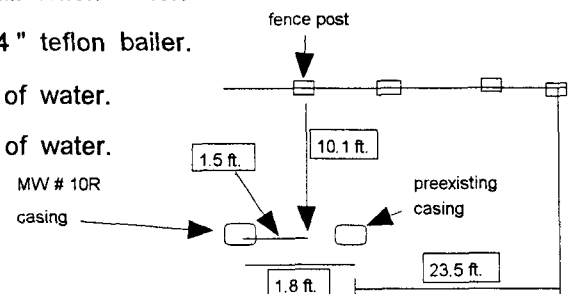 4" teflon bailer.
of water.
of water.
fence post
10.1 ft.
1.5 ft.
MW # 10R
casing
preexisting
casing
23.5 ft.
1.8 ft.